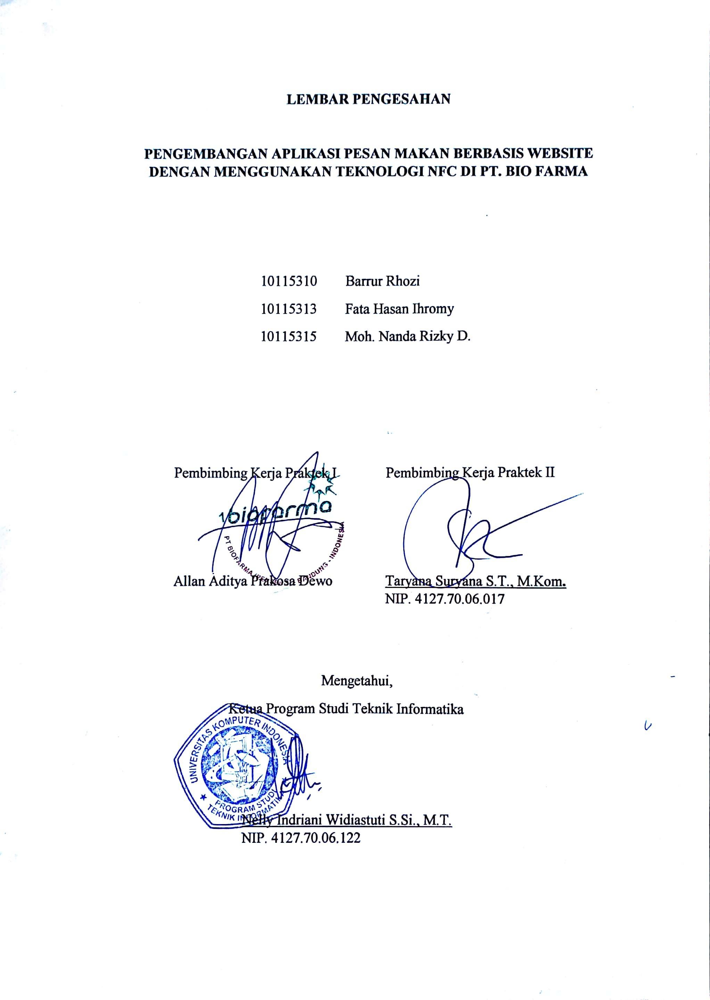 LEMBAR PENGESAHAN
PENGEMBANGAN APLIKASI PESAN MAKAN BERBASIS WEBSITE
DENGAN MENGGUNAKAN TEKNOLOGI NFC DI PT. BIO FARMA
10115310 Barrur Rhozi
10115313 Fata Hasan Ihromy
10115315 Moh. Nanda Rizky D.
Pembimbing Kerja Praktek I Pembimbing Kerja Praktek II
biofarma
PT BIOFARMA BANDUNG - INDONESIA
Allan Aditya Prakosa Dewo Taryana Suryana S.T., M.Kom.
NIP. 4127.70.06.017
Mengetahui,
Ketua Program Studi Teknik Informatika
UNIVERSITAS KOMPUTER INDONESIA
PROGRAM STUDI
TEKNIK INFORMATIKA
Nelly Indriani Widiastuti S.Si., M.T.
NIP. 4127.70.06.122